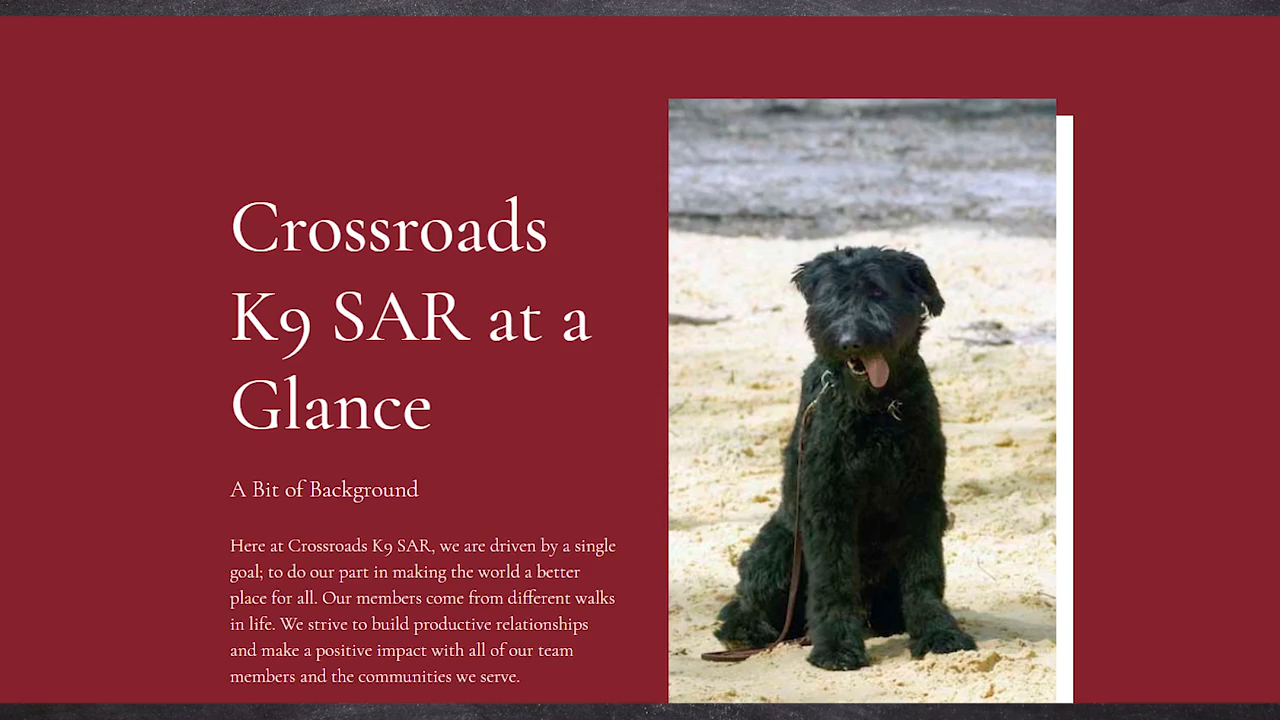 Crossroads
K9 SAR at a
Glance
A Bit of Background
Here at Crossroads K9 SAR, we are driven by a single
goal; to do our part in making the world a better
place for all. Our members come from different walks
in life. We strive to build productive relationships
and make a positive impact with all of our team
members and the communities we serve.